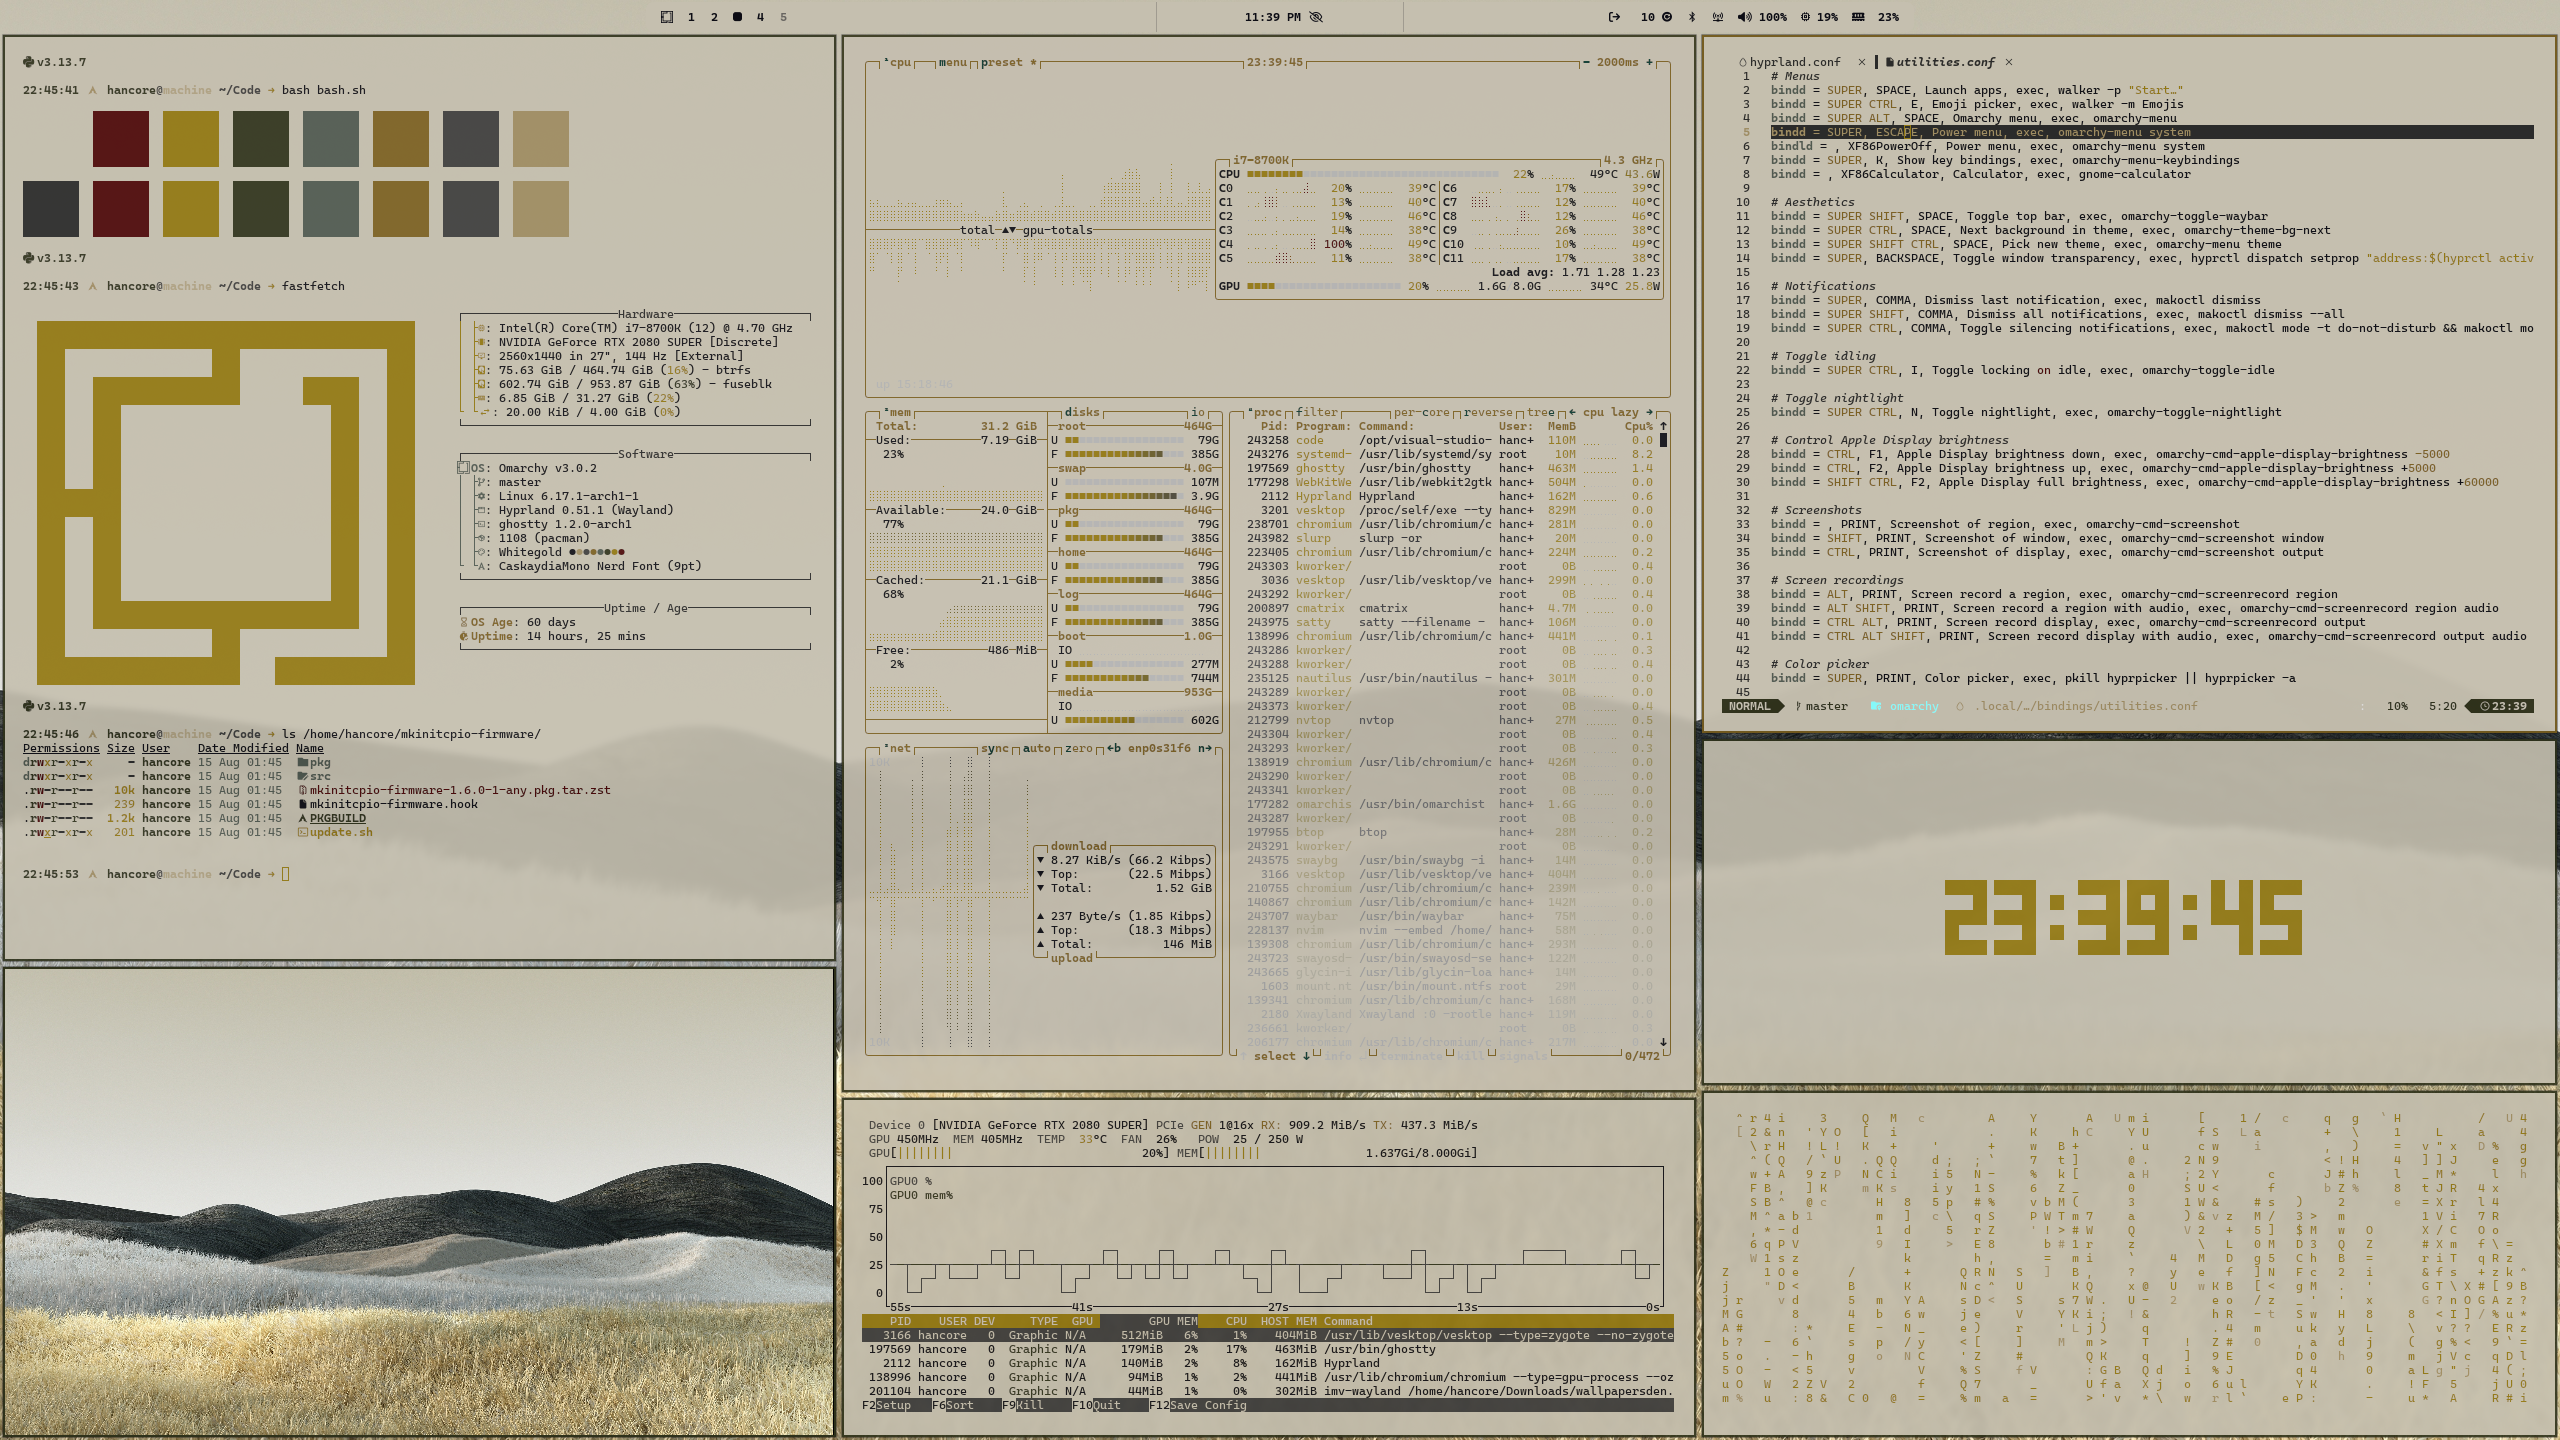 1 2 4 5
11:39 PM
10 100% 19% 23%
v3.13.7
22:45:41 hancore@machine ~/Code → bash bash.sh
v3.13.7
22:45:43 hancore@machine ~/Code → fastfetch
Hardware
: Intel(R) Core(TM) i7-8700K (12) @ 4.70 GHz
: NVIDIA GeForce RTX 2080 SUPER [Discrete]
: 2560x1440 in 27", 144 Hz [External]
: 75.63 GiB / 464.74 GiB (16%) - btrfs
: 602.74 GiB / 953.87 GiB (63%) - fuseblk
: 6.85 GiB / 31.27 GiB (22%)
: 20.00 KiB / 4.00 GiB (0%)
Software
OS: Omarchy v3.0.2
: master
: Linux 6.17.1-arch1-1
: Hyprland 0.51.1 (Wayland)
: ghostty 1.2.0-arch1
: 1108 (pacman)
: Whitegold
: CaskaydiaMono Nerd Font (9pt)
Uptime / Age
OS Age: 60 days
Uptime: 14 hours, 25 mins
v3.13.7
22:45:46 hancore@machine ~/Code → ls /home/hancore/mkinitcpio-firmware/
Permissions Size User Date Modified Name
drwxr-xr-x - hancore 15 Aug 01:45 pkg
drwxr-xr-x - hancore 15 Aug 01:45 src
.rw-r--r-- 10k hancore 15 Aug 01:45 mkinitcpio-firmware-1.6.0-1-any.pkg.tar.zst
.rw-r--r-- 239 hancore 15 Aug 01:45 mkinitcpio-firmware.hook
.rw-r--r-- 1.2k hancore 15 Aug 01:45 PKGBUILD
.rwxr-xr-x 201 hancore 15 Aug 01:45 update.sh
22:45:53 hancore@machine ~/Code →
¹cpu menu preset * 23:39:45 - 2000ms +
i7-8700K 4.3 GHz
CPU 22% 49°C 43.6W
C0 20% 39°C C6 17% 39°C
C1 13% 40°C C7 12% 40°C
C2 19% 46°C C8 12% 46°C
C3 14% 38°C C9 26% 38°C
C4 100% 49°C C10 10% 49°C
C5 11% 38°C C11 17% 38°C
Load avg: 1.71 1.28 1.23
GPU 20% 1.6G 8.0G 34°C 25.8W
total ▲▼ gpu-totals
up 15:18:46
²mem disks io
Total: 31.2 GiB
Used: 7.19 GiB
23%
Available: 24.0 GiB
77%
Cached: 21.1 GiB
68%
Free: 486 MiB
2%
root 464G
U 79G
F 385G
swap 4.0G
U 107M
F 3.9G
pkg 464G
U 79G
F 385G
home 464G
U 79G
F 385G
log 464G
U 79G
F 385G
boot 1.0G
IO
U 277M
F 744M
media 953G
IO
U 602G
³net sync auto zero ←b enp0s31f6 n→
10K
download
▼ 8.27 KiB/s (66.2 Kibps)
▼ Top: (22.5 Mibps)
▼ Total: 1.52 GiB
▲ 237 Byte/s (1.85 Kibps)
▲ Top: (18.3 Mibps)
▲ Total: 146 MiB
upload
10K
⁴proc filter per-core reverse tree ← cpu lazy →
Pid: Program: Command: User: MemB Cpu% ↑
243258 code /opt/visual-studio- hanc+ 110M 0.0
243276 systemd- /usr/lib/systemd/sy root 10M 8.2
197569 ghostty /usr/bin/ghostty hanc+ 463M 1.4
177298 WebKitWe /usr/lib/webkit2gtk hanc+ 504M 0.0
2112 Hyprland Hyprland hanc+ 162M 0.6
3201 vesktop /proc/self/exe --ty hanc+ 829M 0.0
238701 chromium /usr/lib/chromium/c hanc+ 281M 0.0
243982 slurp slurp -or hanc+ 20M 0.0
223405 chromium /usr/lib/chromium/c hanc+ 224M 0.2
243303 kworker/ root 0B 0.4
3036 vesktop /usr/lib/vesktop/ve hanc+ 299M 0.0
243292 kworker/ root 0B 0.4
200897 cmatrix cmatrix hanc+ 4.7M 0.0
243975 satty satty --filename - hanc+ 106M 0.0
138996 chromium /usr/lib/chromium/c hanc+ 441M 0.1
243286 kworker/ root 0B 0.3
243288 kworker/ root 0B 0.4
235125 nautilus /usr/bin/nautilus - hanc+ 301M 0.0
243289 kworker/ root 0B 0.0
243373 kworker/ root 0B 0.4
212799 nvtop nvtop hanc+ 27M 0.5
243304 kworker/ root 0B 0.4
243293 kworker/ root 0B 0.3
138919 chromium /usr/lib/chromium/c hanc+ 426M 0.0
243290 kworker/ root 0B 0.0
243341 kworker/ root 0B 0.0
177282 omarchis /usr/bin/omarchist hanc+ 1.6G 0.0
243287 kworker/ root 0B 0.0
197955 btop btop hanc+ 28M 0.2
243291 kworker/ root 0B 0.0
243575 swaybg /usr/bin/swaybg -i hanc+ 14M 0.0
3166 vesktop /usr/lib/vesktop/ve hanc+ 404M 0.0
210755 chromium /usr/lib/chromium/c hanc+ 239M 0.0
140867 chromium /usr/lib/chromium/c hanc+ 142M 0.0
243707 waybar /usr/bin/waybar hanc+ 75M 0.0
228137 nvim nvim --embed /home/ hanc+ 58M 0.0
139308 chromium /usr/lib/chromium/c hanc+ 293M 0.0
243723 swayosd- /usr/bin/swayosd-se hanc+ 122M 0.0
243665 glycin-i /usr/lib/glycin-loa hanc+ 14M 0.0
1603 mount.nt /usr/bin/mount.ntfs root 29M 0.0
139341 chromium /usr/lib/chromium/c hanc+ 168M 0.0
2180 Xwayland Xwayland :0 -rootle hanc+ 119M 0.0
236661 kworker/ root 0B 0.3
206177 chromium /usr/lib/chromium/c hanc+ 217M 0.0 ↓
select ↓ info terminate kill signals 0/472
Device 0 [NVIDIA GeForce RTX 2080 SUPER] PCIe GEN 1@16x RX: 909.2 MiB/s TX: 437.3 MiB/s
GPU 450MHz MEM 405MHz TEMP 33°C FAN 26% POW 25 / 250 W
GPU[|||||||| 20%] MEM[|||||||| 1.637Gi/8.000Gi]
100 GPU0 %
GPU0 mem%
75
50
25
0
55s 41s 27s 13s 0s
PID USER DEV TYPE GPU GPU MEM CPU HOST MEM Command
3166 hancore 0 Graphic N/A 512MiB 6% 1% 404MiB /usr/lib/vesktop/vesktop --type=zygote --no-zygote
197569 hancore 0 Graphic N/A 179MiB 2% 17% 463MiB /usr/bin/ghostty
2112 hancore 0 Graphic N/A 140MiB 2% 8% 162MiB Hyprland
138996 hancore 0 Graphic N/A 94MiB 1% 2% 441MiB /usr/lib/chromium/chromium --type=gpu-process --oz
201104 hancore 0 Graphic N/A 44MiB 1% 0% 302MiB imv-wayland /home/hancore/Downloads/wallpapersden.
F2Setup F6Sort F9Kill F10Quit F12Save Config
hyprland.conf × utilities.conf ×
1 # Menus
2 bindd = SUPER, SPACE, Launch apps, exec, walker -p "Start…"
3 bindd = SUPER CTRL, E, Emoji picker, exec, walker -m Emojis
4 bindd = SUPER ALT, SPACE, Omarchy menu, exec, omarchy-menu
5 bindd = SUPER, ESCAPE, Power menu, exec, omarchy-menu system
6 bindld = , XF86PowerOff, Power menu, exec, omarchy-menu system
7 bindd = SUPER, K, Show key bindings, exec, omarchy-menu-keybindings
8 bindd = , XF86Calculator, Calculator, exec, gnome-calculator
9
10 # Aesthetics
11 bindd = SUPER SHIFT, SPACE, Toggle top bar, exec, omarchy-toggle-waybar
12 bindd = SUPER CTRL, SPACE, Next background in theme, exec, omarchy-theme-bg-next
13 bindd = SUPER SHIFT CTRL, SPACE, Pick new theme, exec, omarchy-menu theme
14 bindd = SUPER, BACKSPACE, Toggle window transparency, exec, hyprctl dispatch setprop "address:$(hyprctl activ
15
16 # Notifications
17 bindd = SUPER, COMMA, Dismiss last notification, exec, makoctl dismiss
18 bindd = SUPER SHIFT, COMMA, Dismiss all notifications, exec, makoctl dismiss --all
19 bindd = SUPER CTRL, COMMA, Toggle silencing notifications, exec, makoctl mode -t do-not-disturb && makoctl mo
20
21 # Toggle idling
22 bindd = SUPER CTRL, I, Toggle locking on idle, exec, omarchy-toggle-idle
23
24 # Toggle nightlight
25 bindd = SUPER CTRL, N, Toggle nightlight, exec, omarchy-toggle-nightlight
26
27 # Control Apple Display brightness
28 bindd = CTRL, F1, Apple Display brightness down, exec, omarchy-cmd-apple-display-brightness -5000
29 bindd = CTRL, F2, Apple Display brightness up, exec, omarchy-cmd-apple-display-brightness +5000
30 bindd = SHIFT CTRL, F2, Apple Display full brightness, exec, omarchy-cmd-apple-display-brightness +60000
31
32 # Screenshots
33 bindd = , PRINT, Screenshot of region, exec, omarchy-cmd-screenshot
34 bindd = SHIFT, PRINT, Screenshot of window, exec, omarchy-cmd-screenshot window
35 bindd = CTRL, PRINT, Screenshot of display, exec, omarchy-cmd-screenshot output
36
37 # Screen recordings
38 bindd = ALT, PRINT, Screen record a region, exec, omarchy-cmd-screenrecord region
39 bindd = ALT SHIFT, PRINT, Screen record a region with audio, exec, omarchy-cmd-screenrecord region audio
40 bindd = CTRL ALT, PRINT, Screen record display, exec, omarchy-cmd-screenrecord output
41 bindd = CTRL ALT SHIFT, PRINT, Screen record display with audio, exec, omarchy-cmd-screenrecord output audio
42
43 # Color picker
44 bindd = SUPER, PRINT, Color picker, exec, pkill hyprpicker || hyprpicker -a
45
NORMAL master omarchy .local/…/bindings/utilities.conf 10% 5:20 23:39
23:39:45